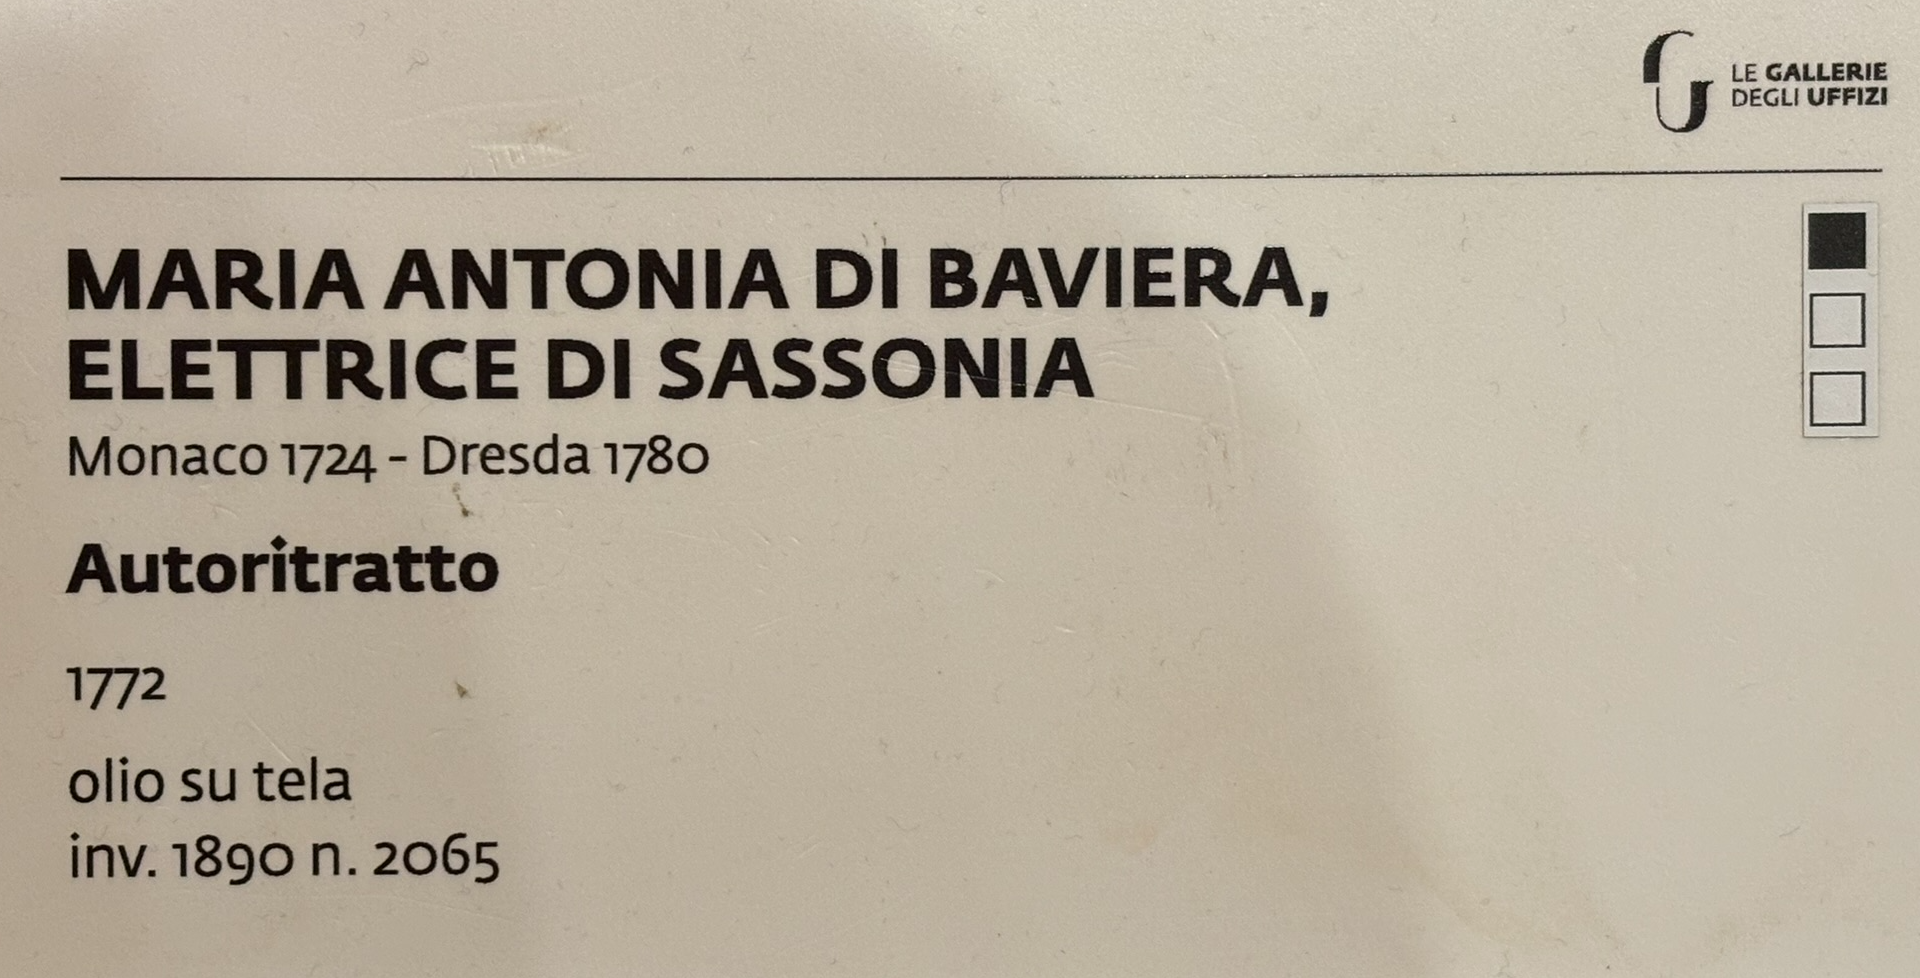 LE GALLERIE
DEGLI UFFIZI
MARIA ANTONIA DI BAVIERA,
ELETTRICE DI SASSONIA
Monaco 1724 - Dresda 1780
Autoritratto
1772
olio su tela
inv. 1890 n. 2065